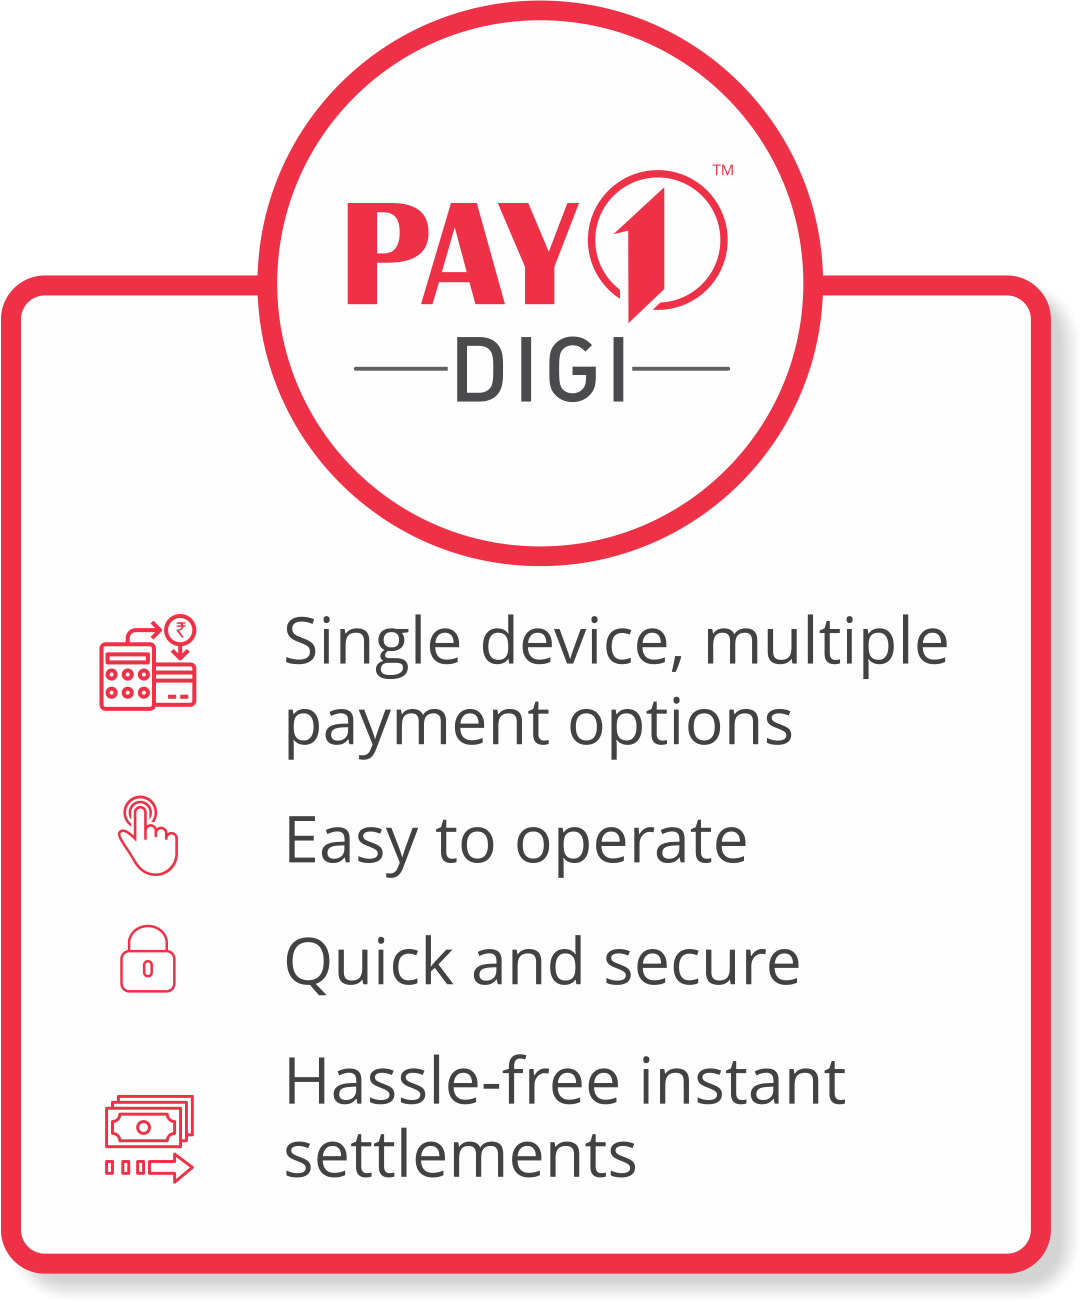 PAY1™
DIGI
₹
Single device, multiple
payment options
Easy to operate
Quick and secure
Hassle-free instant
settlements